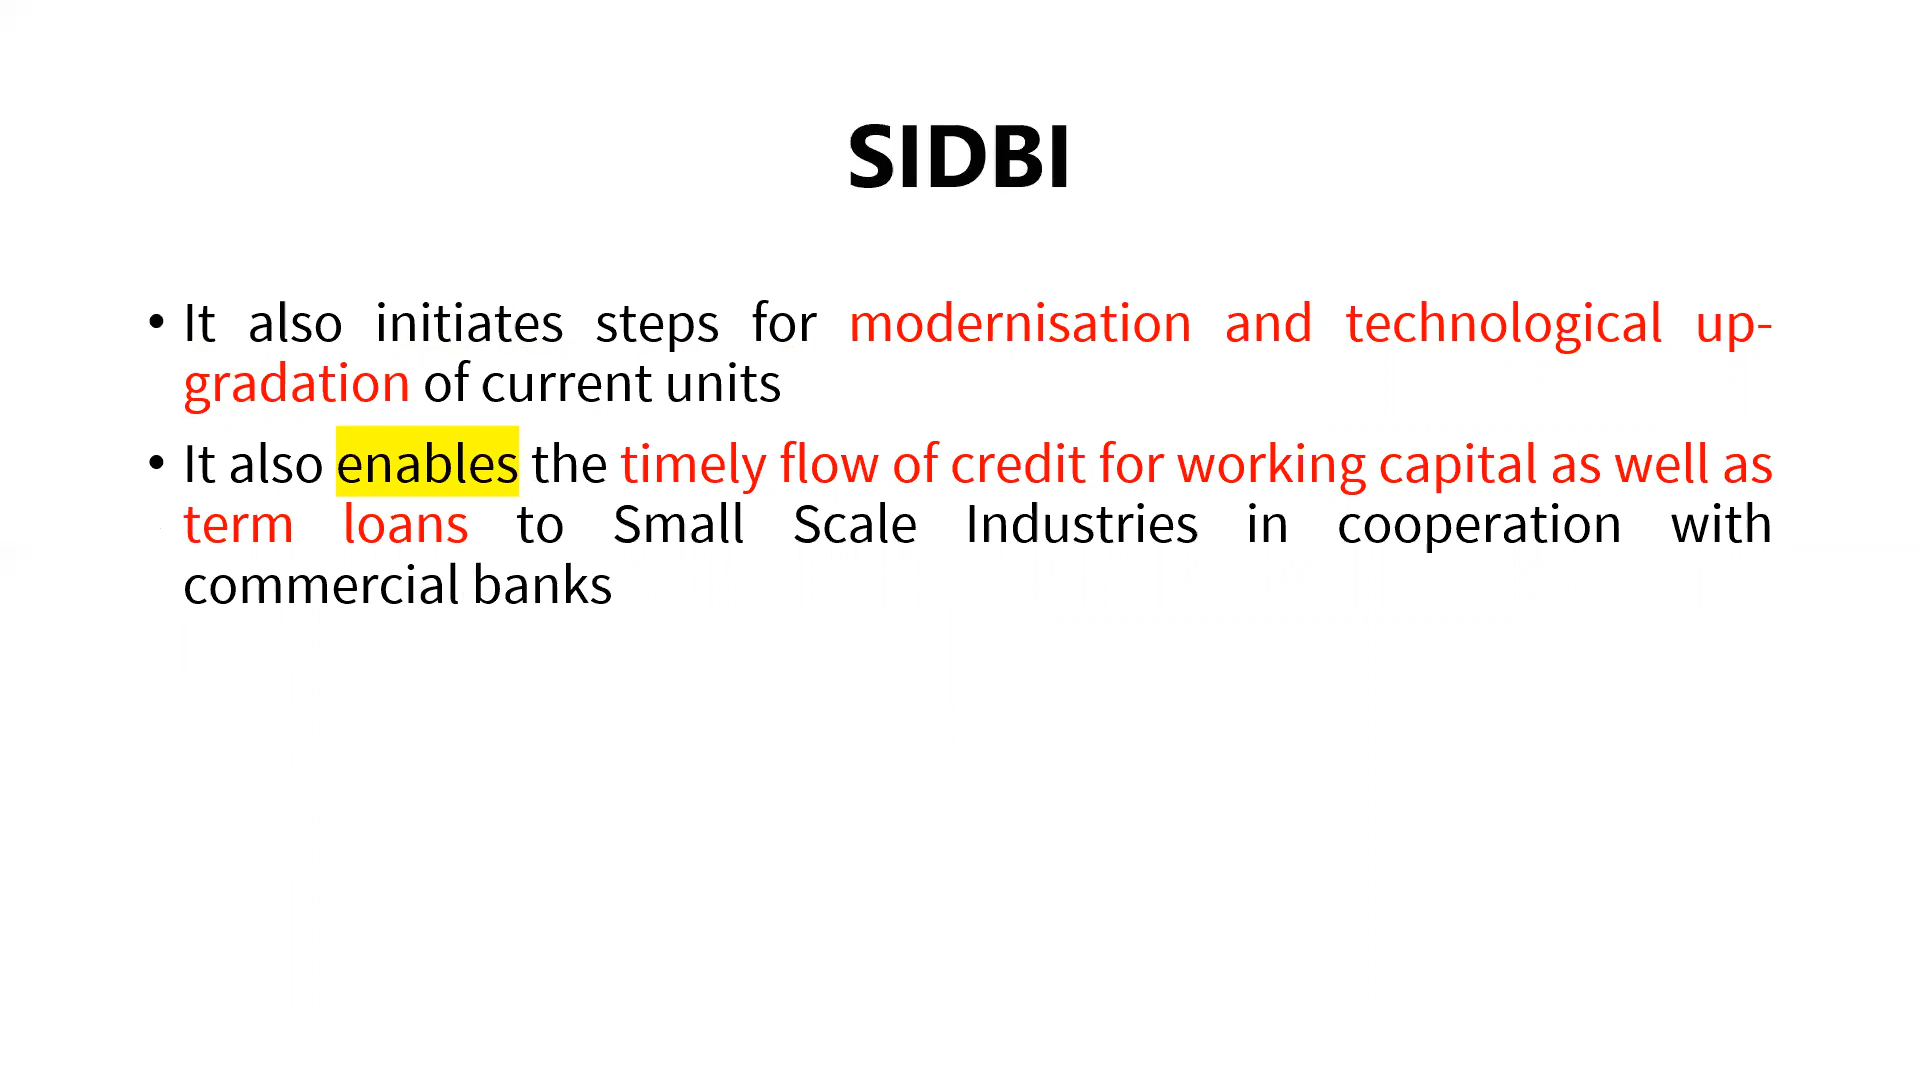 SIDBI
• It also initiates steps for modernisation and technological up-
gradation of current units
• It also enables the timely flow of credit for working capital as well as
term loans to Small Scale Industries in cooperation with
commercial banks